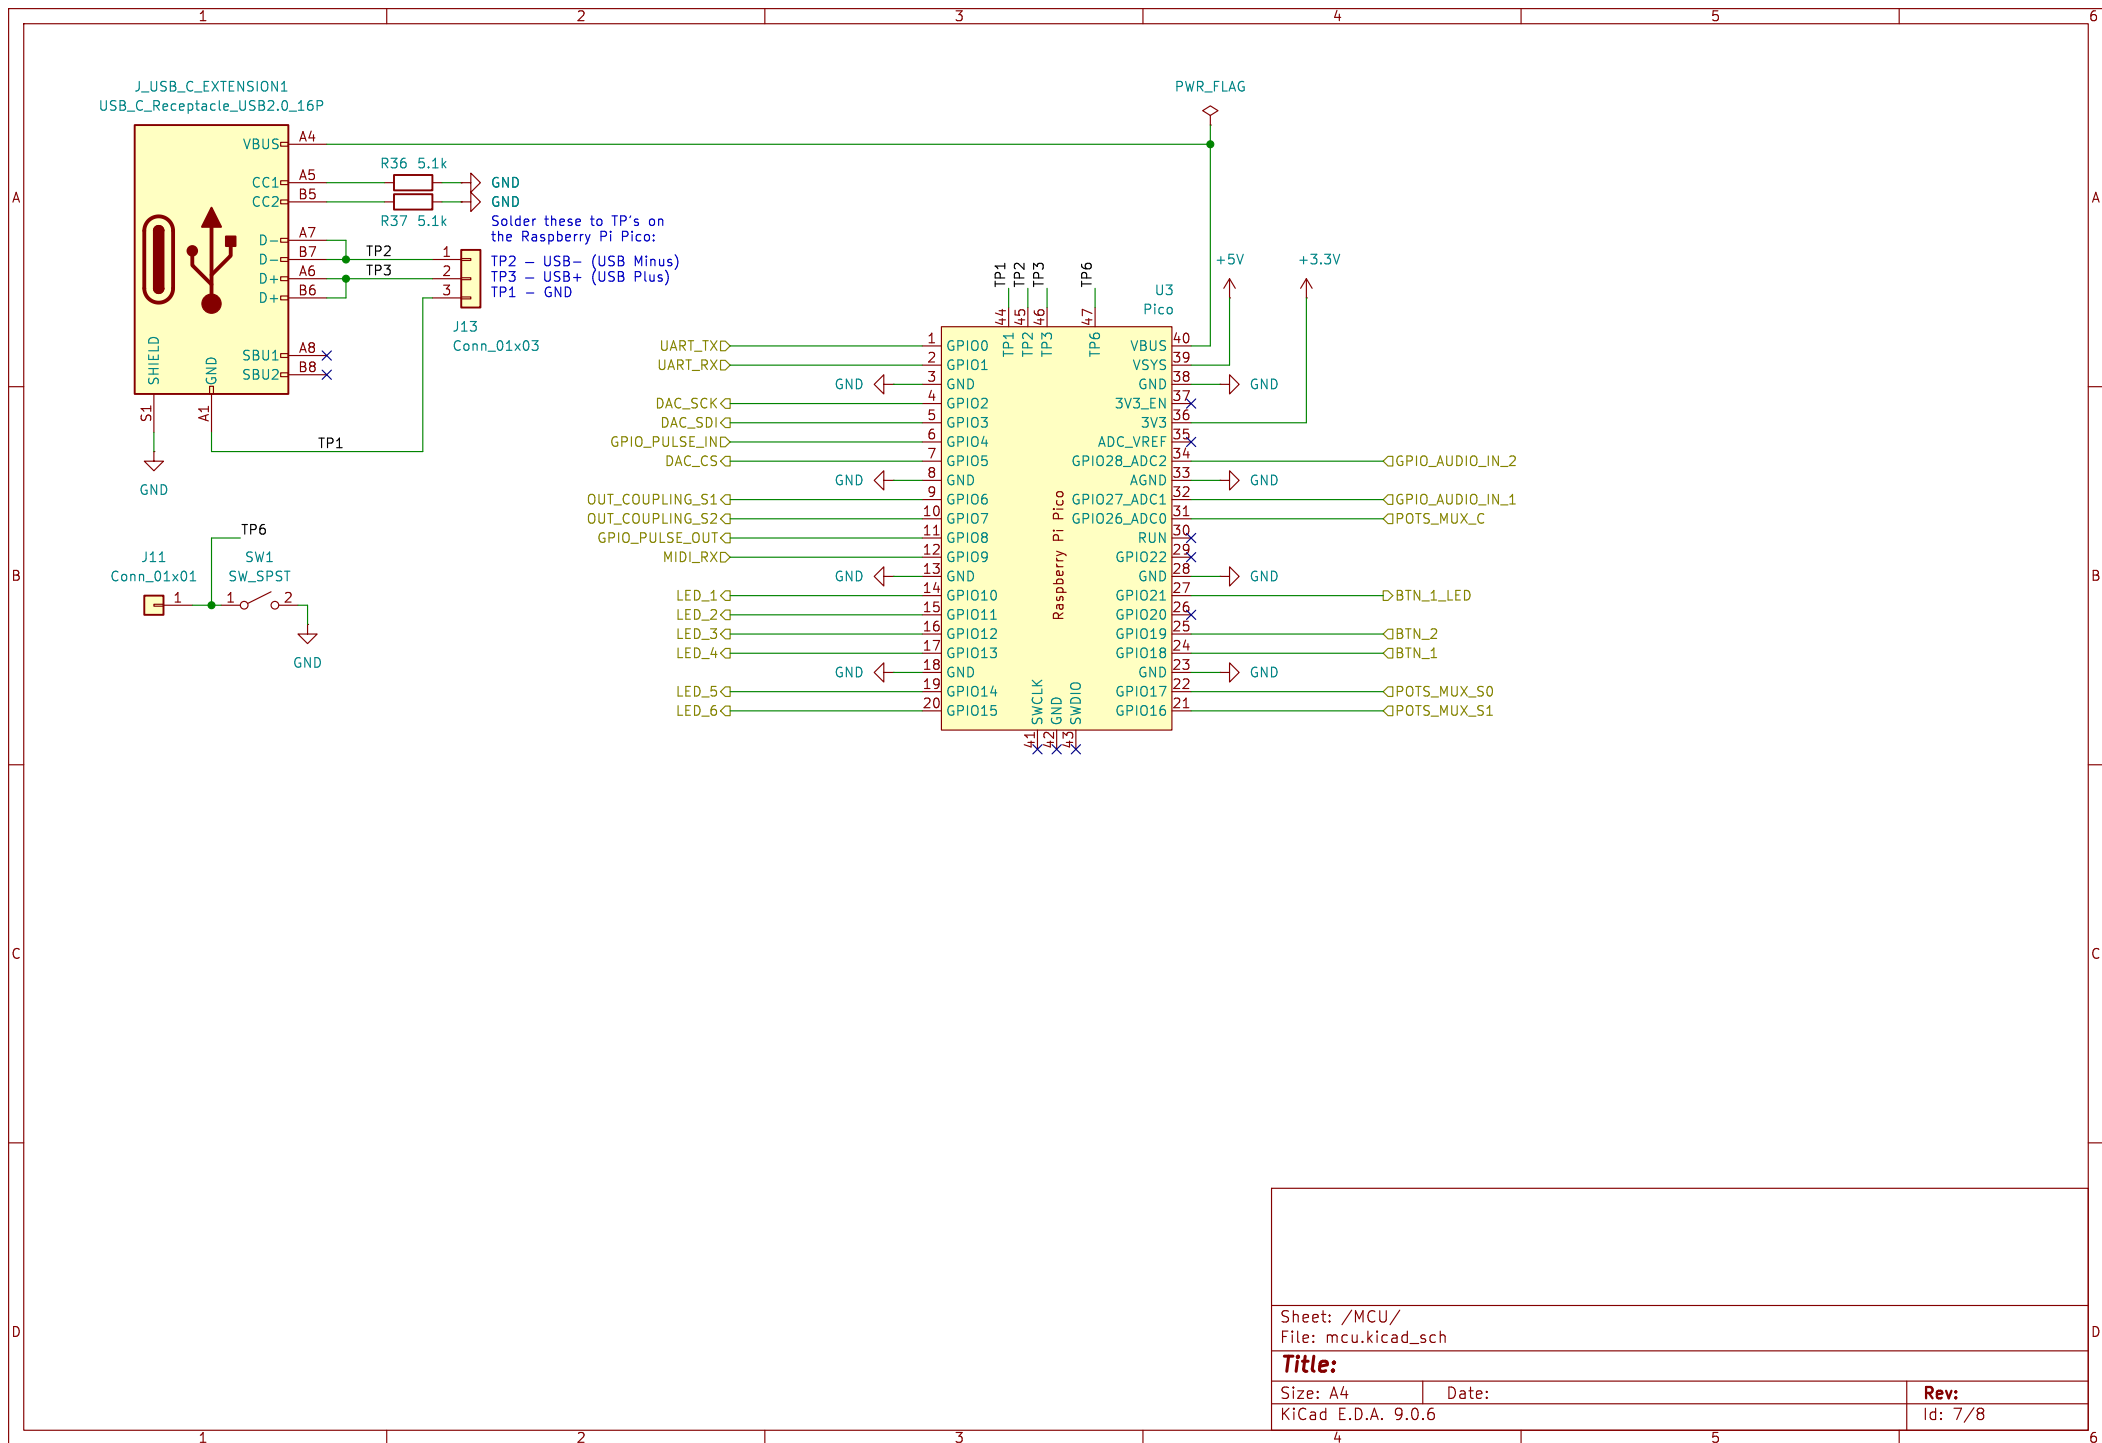 1 2 3 4 5 6
A
B
C
D
J_USB_C_EXTENSION1
USB_C_Receptacle_USB2.0_16P
VBUS A4
CC1 A5
CC2 B5
D- A7
D- B7
D+ A6
D+ B6
SBU1 A8
SBU2 B8
SHIELD
GND
S1
A1
GND
R36 5.1k
GND
GND
R37 5.1k
Solder these to TP's on
the Raspberry Pi Pico:
TP2 - USB- (USB Minus)
TP3 - USB+ (USB Plus)
TP1 - GND
TP2
TP3
1
2
3
J13
Conn_01x03
TP1
TP6
J11
Conn_01x01
1
SW1
SW_SPST
1 2
GND
PWR_FLAG
+5V
+3.3V
U3
Pico
TP1 TP2 TP3 TP6
44 45 46 47
TP1 TP2 TP3 TP6
Raspberry Pi Pico
UART_TX 1 GPIO0
UART_RX 2 GPIO1
GND 3 GND
DAC_SCK 4 GPIO2
DAC_SDI 5 GPIO3
GPIO_PULSE_IN 6 GPIO4
DAC_CS 7 GPIO5
GND 8 GND
OUT_COUPLING_S1 9 GPIO6
OUT_COUPLING_S2 10 GPIO7
GPIO_PULSE_OUT 11 GPIO8
MIDI_RX 12 GPIO9
GND 13 GND
LED_1 14 GPIO10
LED_2 15 GPIO11
LED_3 16 GPIO12
LED_4 17 GPIO13
GND 18 GND
LED_5 19 GPIO14
LED_6 20 GPIO15
VBUS 40
VSYS 39
GND 38 GND
3V3_EN 37
3V3 36
ADC_VREF 35
GPIO28_ADC2 34 GPIO_AUDIO_IN_2
AGND 33 GND
GPIO27_ADC1 32 GPIO_AUDIO_IN_1
GPIO26_ADC0 31 POTS_MUX_C
RUN 30
GPIO22 29
GND 28 GND
GPIO21 27 BTN_1_LED
GPIO20 26
GPIO19 25 BTN_2
GPIO18 24 BTN_1
GND 23 GND
GPIO17 22 POTS_MUX_S0
GPIO16 21 POTS_MUX_S1
SWCLK GND SWDIO
41 42 43
Sheet: /MCU/
File: mcu.kicad_sch
Title:
Size: A4 Date: Rev:
KiCad E.D.A. 9.0.6 Id: 7/8
A
B
C
D
1 2 3 4 5 6